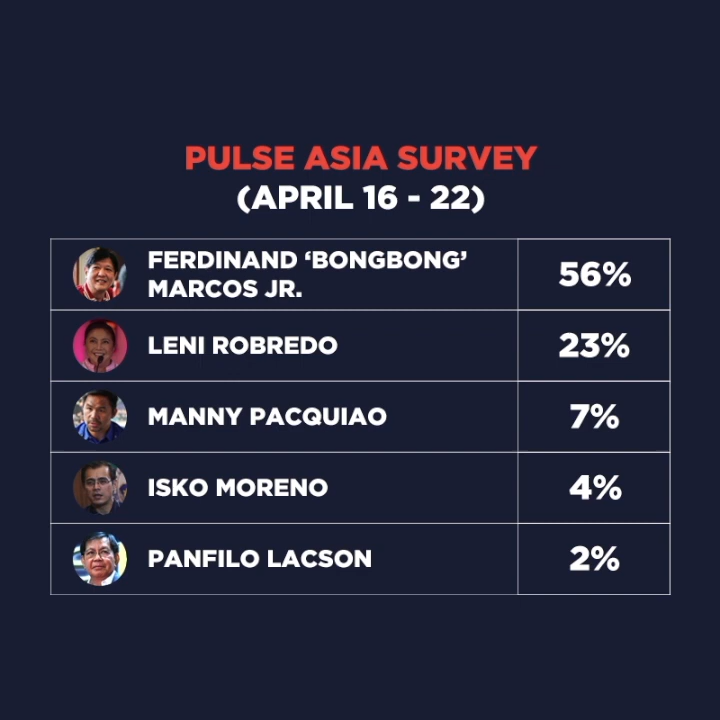 PULSE ASIA SURVEY
(APRIL 16 - 22)
FERDINAND ‘BONGBONG’
MARCOS JR.
56%
LENI ROBREDO
23%
MANNY PACQUIAO
7%
ISKO MORENO
4%
PANFILO LACSON
2%